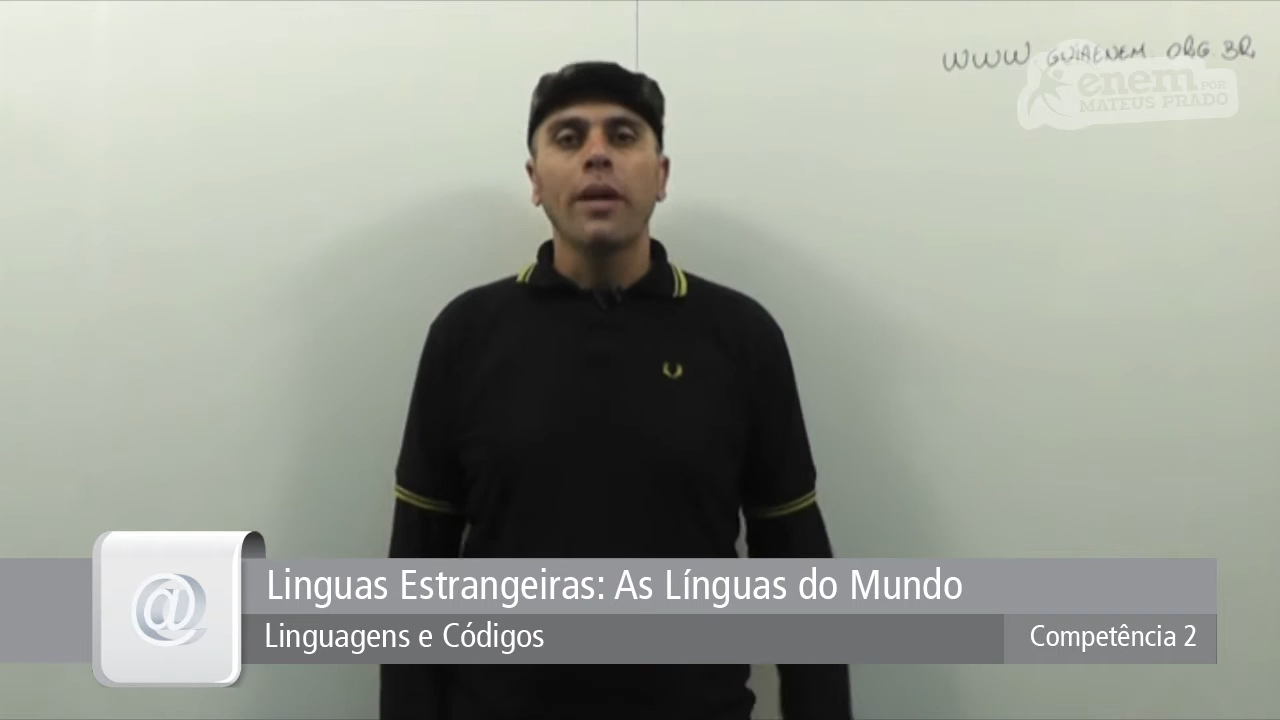 WWW GUIAENEM.ORG.BR
enem POR
MATEUS PRADO
Linguas Estrangeiras: As Línguas do Mundo
Linguagens e Códigos
Competência 2
@